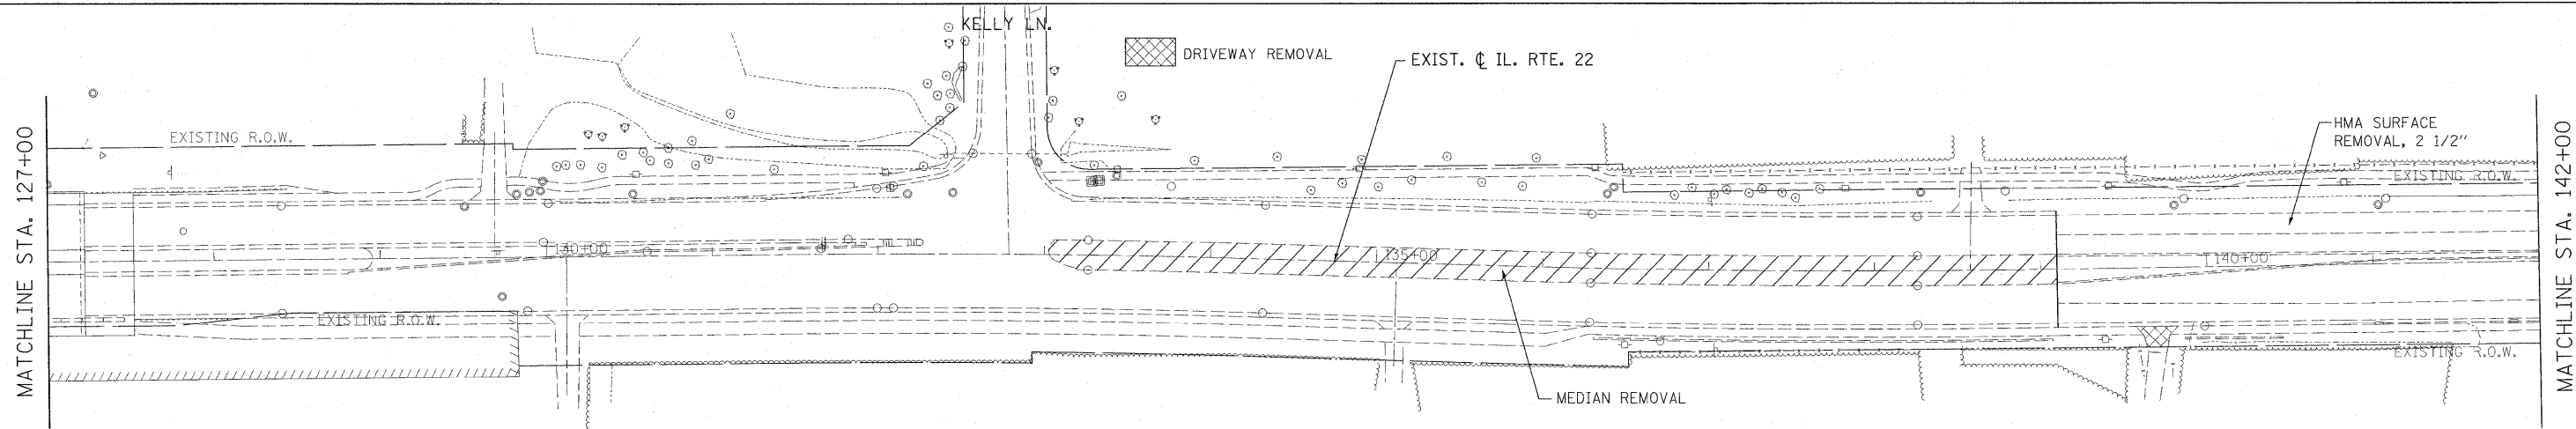 KELLY LN.
DRIVEWAY REMOVAL
EXIST. ℄ IL. RTE. 22
HMA SURFACE
REMOVAL, 2 1/2"
EXISTING R.O.W.
EXISTING R.O.W.
MATCHLINE STA. 127+00
MATCHLINE STA. 142+00
130+00
135+00
140+00
EXISTING R.O.W.
EXISTING R.O.W.
MEDIAN REMOVAL